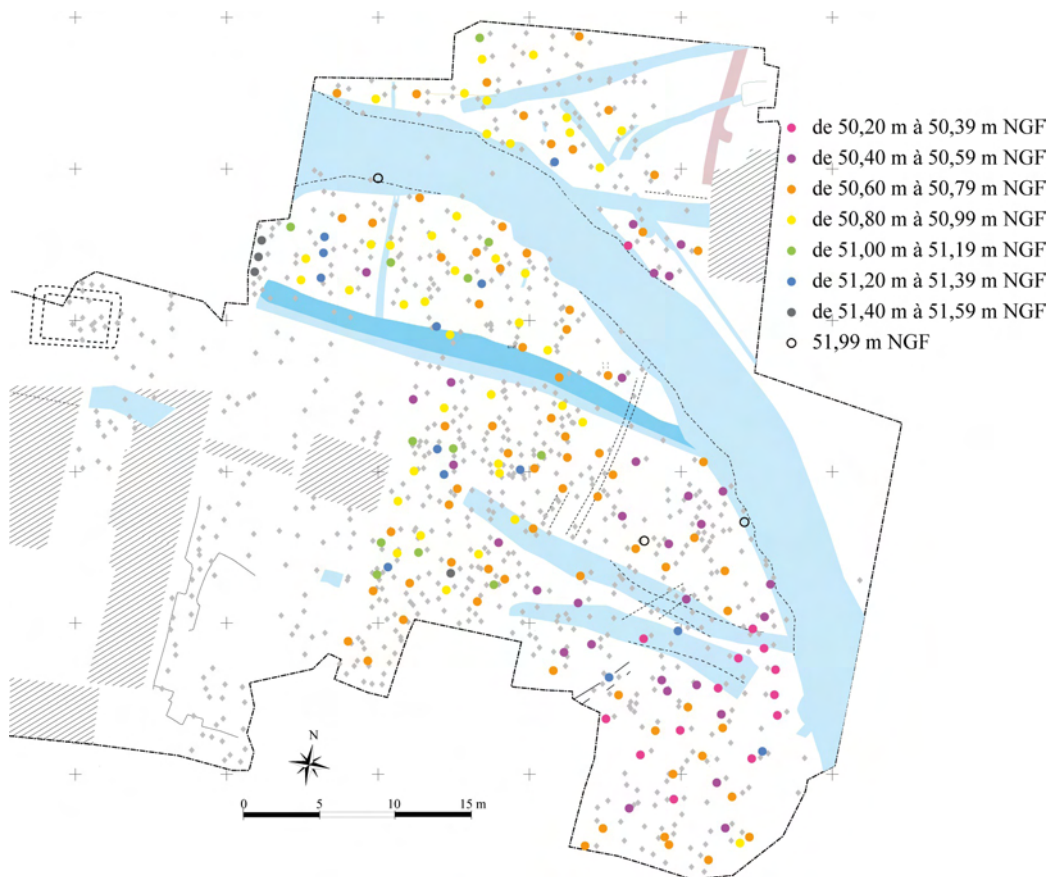 de 50,20 m à 50,39 m NGF
de 50,40 m à 50,59 m NGF
de 50,60 m à 50,79 m NGF
de 50,80 m à 50,99 m NGF
de 51,00 m à 51,19 m NGF
de 51,20 m à 51,39 m NGF
de 51,40 m à 51,59 m NGF
51,99 m NGF
N
0 5 10 15 m